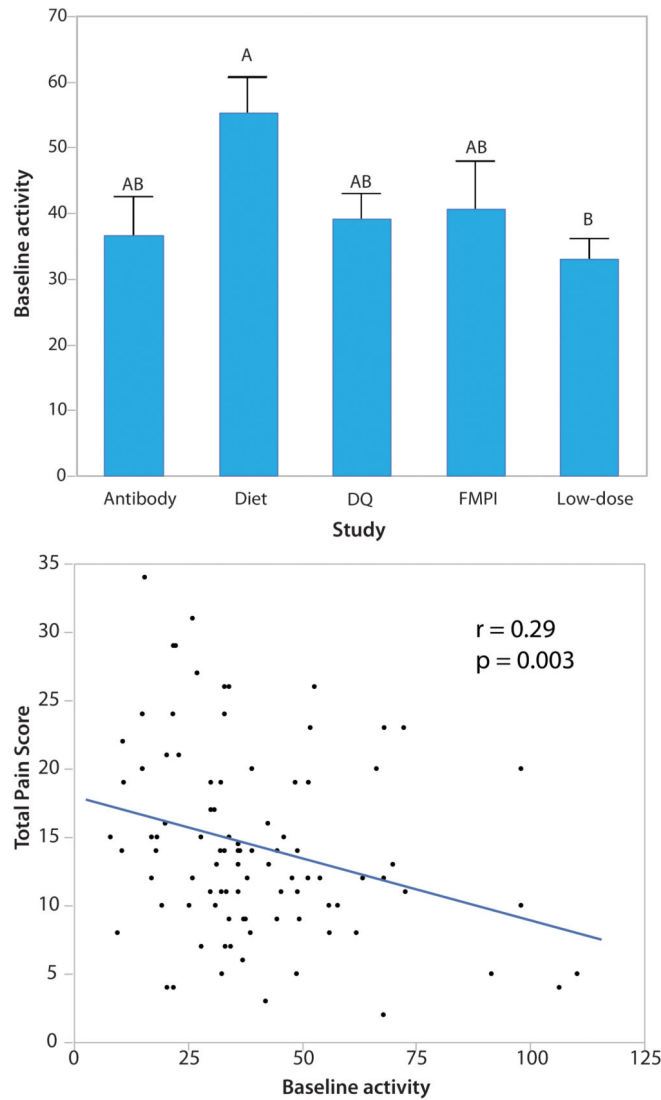 70
60
50
40
30
20
10
0
Baseline activity
A
AB
AB
AB
B
Antibody
Diet
DQ
FMPI
Low-dose
Study
35
30
25
20
15
10
5
0
Total Pain Score
r = 0.29
p = 0.003
0
25
50
75
100
125
Baseline activity